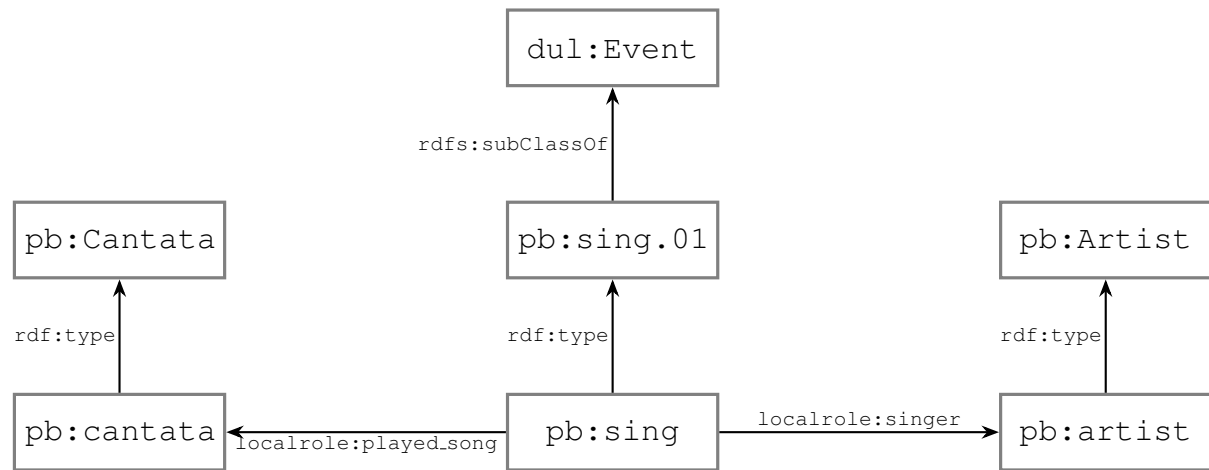 dul:Event
rdfs:subClassOf
pb:Cantata
pb:sing.01
pb:Artist
rdf:type
rdf:type
rdf:type
pb:cantata
localrole:played_song
pb:sing
localrole:singer
pb:artist